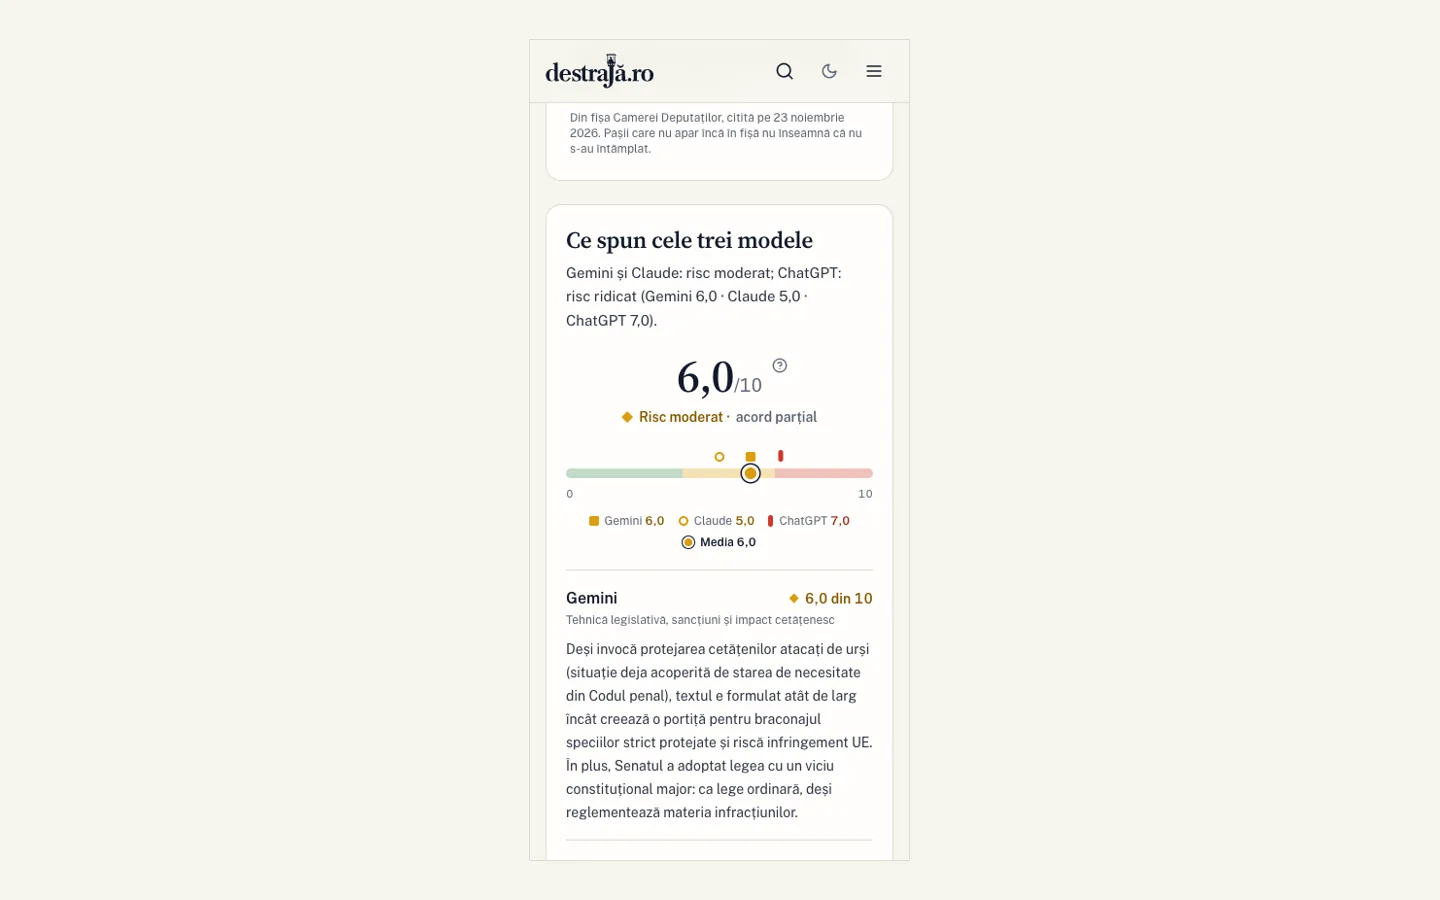 destrajă.ro
Din fișa Camerei Deputaților, citită pe 23 noiembrie
2026. Pașii care nu apar încă în fișă nu înseamnă că nu
s-au întâmplat.
Ce spun cele trei modele
Gemini și Claude: risc moderat; ChatGPT:
risc ridicat (Gemini 6,0 · Claude 5,0 ·
ChatGPT 7,0).
6,0/10 ?
Risc moderat · acord parțial
0 10
Gemini 6,0 Claude 5,0 ChatGPT 7,0
Media 6,0
Gemini 6,0 din 10
Tehnică legislativă, sancțiuni și impact cetățenesc
Deși invocă protejarea cetățenilor atacați de urși
(situație deja acoperită de starea de necesitate
din Codul penal), textul e formulat atât de larg
încât creează o portiță pentru braconajul
speciilor strict protejate și riscă infringement UE.
În plus, Senatul a adoptat legea cu un viciu
constituțional major: ca lege ordinară, deși
reglementează materia infracțiunilor.